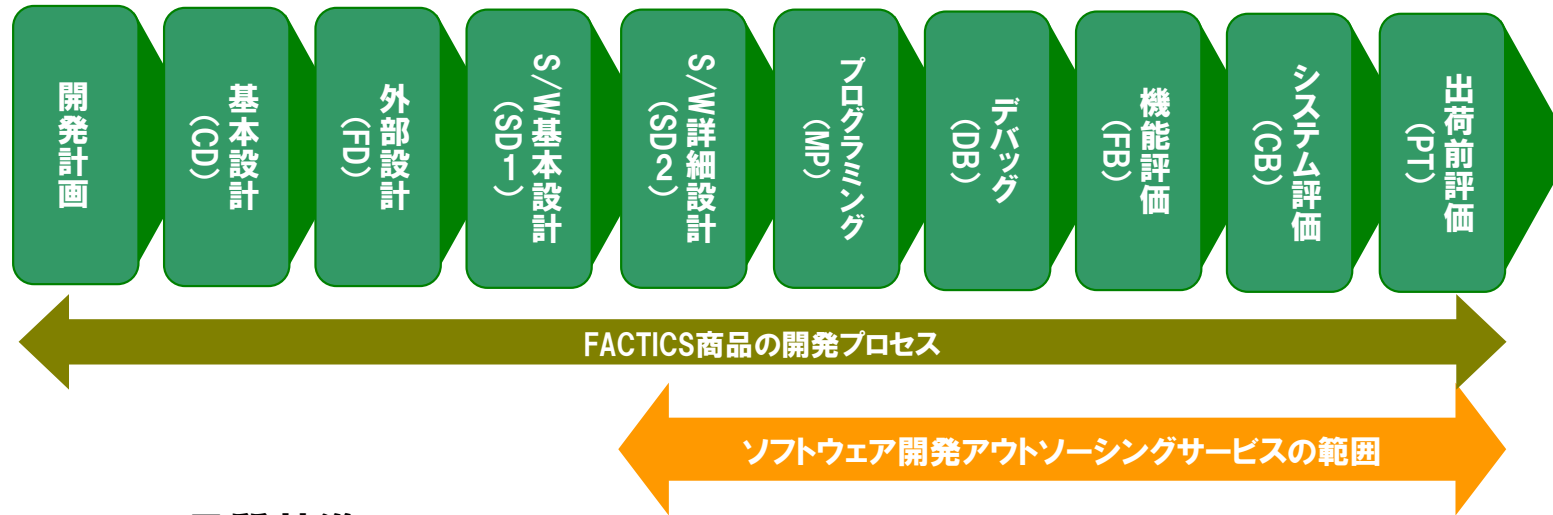 開発計画
基本設計
(CD)
外部設計
(FD)
S/W基本設計
(SD1)
S/W詳細設計
(SD2)
プログラミング
(MP)
デバッグ
(DB)
機能評価
(FB)
システム評価
(CB)
出荷前評価
(PT)
FACTICS商品の開発プロセス
ソフトウェア開発アウトソーシングサービスの範囲